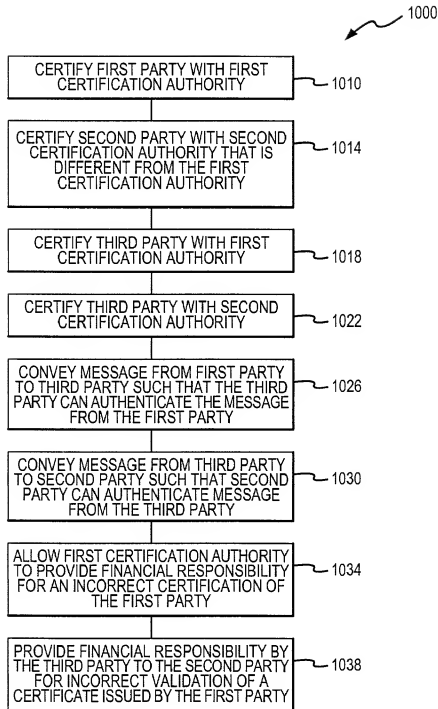 1000
CERTIFY FIRST PARTY WITH FIRST
CERTIFICATION AUTHORITY
1010
CERTIFY SECOND PARTY WITH SECOND
CERTIFICATION AUTHORITY THAT IS
DIFFERENT FROM THE FIRST
CERTIFICATION AUTHORITY
1014
CERTIFY THIRD PARTY WITH FIRST
CERTIFICATION AUTHORITY
1018
CERTIFY THIRD PARTY WITH SECOND
CERTIFICATION AUTHORITY
1022
CONVEY MESSAGE FROM FIRST PARTY
TO THIRD PARTY SUCH THAT THE THIRD
PARTY CAN AUTHENTICATE THE MESSAGE
FROM THE FIRST PARTY
1026
CONVEY MESSAGE FROM THIRD PARTY
TO SECOND PARTY SUCH THAT SECOND
PARTY CAN AUTHENTICATE MESSAGE
FROM THE THIRD PARTY
1030
ALLOW FIRST CERTIFICATION AUTHORITY
TO PROVIDE FINANCIAL RESPONSIBILITY
FOR AN INCORRECT CERTIFICATION OF
THE FIRST PARTY
1034
PROVIDE FINANCIAL RESPONSIBILITY BY
THE THIRD PARTY TO THE SECOND PARTY
FOR INCORRECT VALIDATION OF A
CERTIFICATE ISSUED BY THE FIRST PARTY
1038